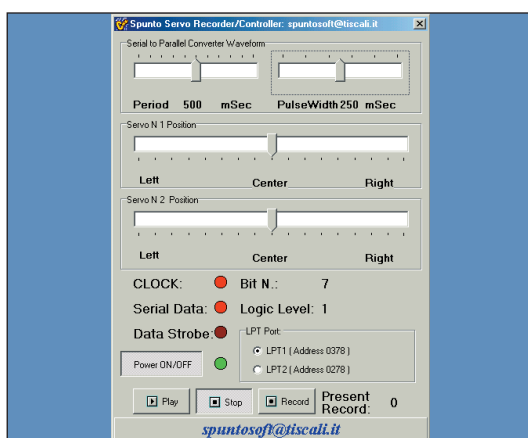 Spunto Servo Recorder/Controller: spuntosoft@tiscali.it
Serial to Parallel Converter Waveform
Period 500 mSec PulseWidth 250 mSec
Servo N 1 Position
Left Center Right
Servo N 2 Position
Left Center Right
CLOCK: Bit N.: 7
Serial Data: Logic Level: 1
Data Strobe:
LPT Port:
LPT1 ( Address 0378 )
Power ON/OFF
LPT2 ( Address 0278 )
Play Stop Record Present Record: 0
spuntosoft@tiscali.it